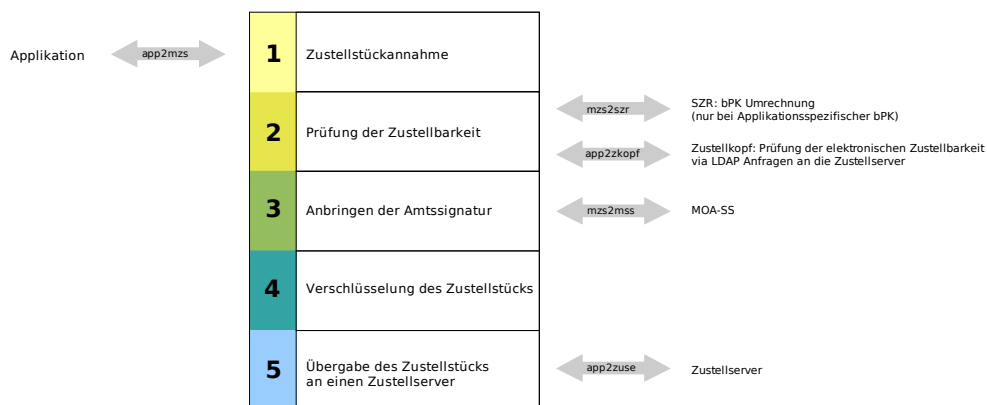 Applikation
app2mzs
1
Zustellstückannahme
2
Prüfung der Zustellbarkeit
mzs2szr
SZR: bPK Umrechnung
(nur bei Applikationsspezifischer bPK)
app2zkopf
Zustellkopf: Prüfung der elektronischen Zustellbarkeit
via LDAP Anfragen an die Zustellserver
3
Anbringen der Amtssignatur
mzs2mss
MOA-SS
4
Verschlüsselung des Zustellstücks
5
Übergabe des Zustellstücks
an einen Zustellserver
app2zuse
Zustellserver